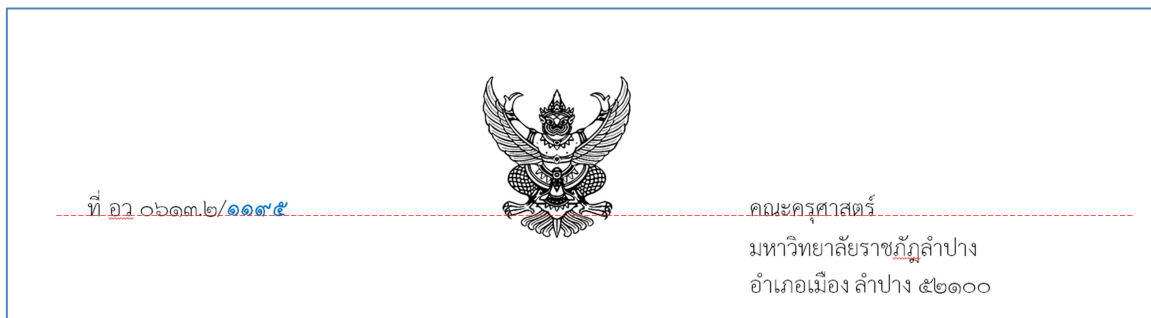 ที่ อว ๐๖๑๓.๒/๑๑๙๕ คณะครุศาสตร์
มหาวิทยาลัยราชภัฏลำปาง
อำเภอเมือง ลำปาง ๕๒๑๐๐